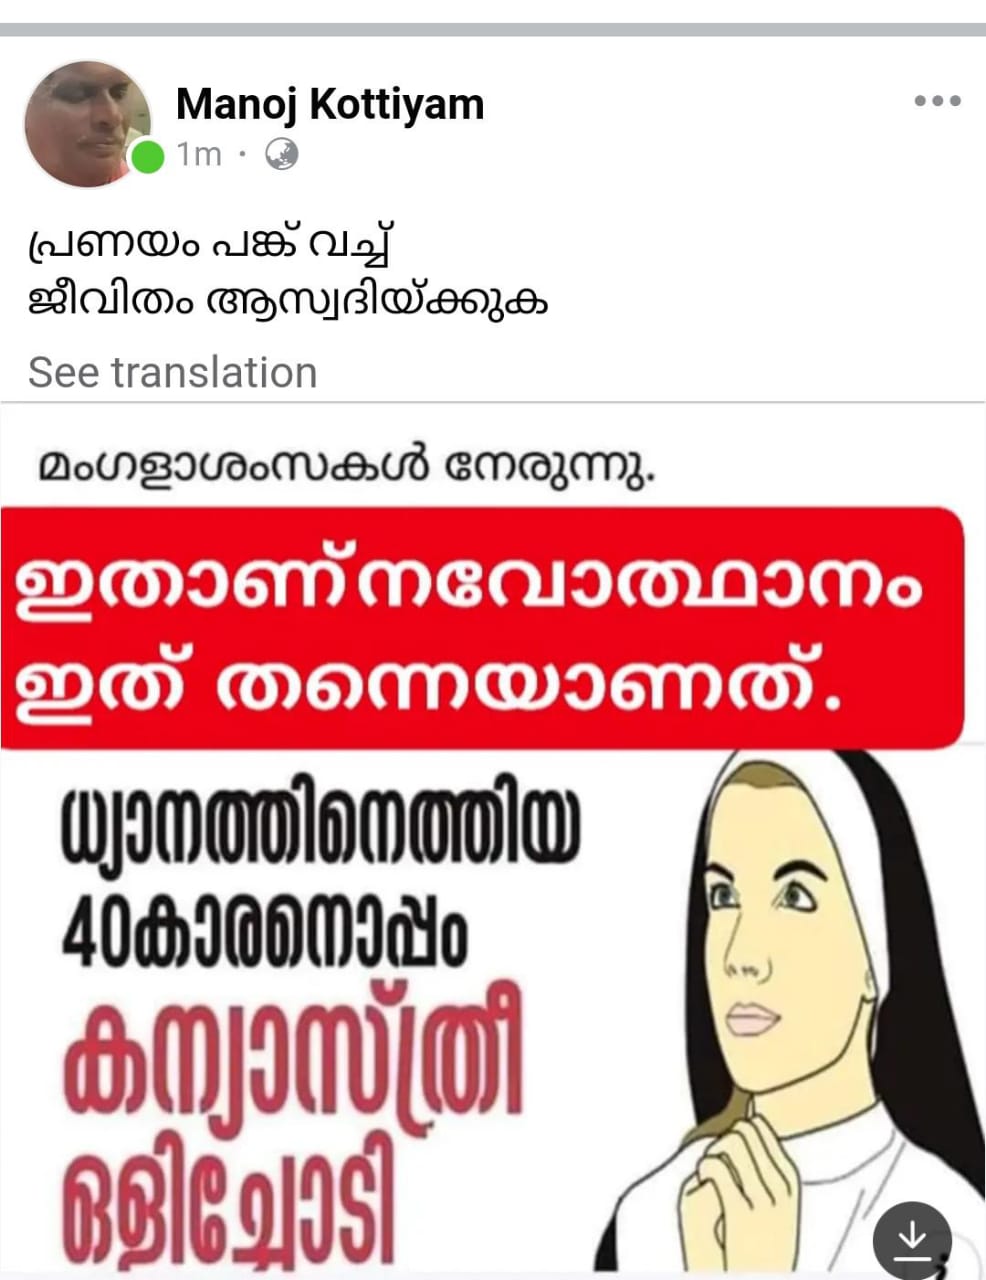 Manoj Kottiyam
1m ·
പ്രണയം പങ്ക് വച്ച്
ജീവിതം ആസ്വദിയ്ക്കുക
See translation
മംഗളാശംസകൾ നേരുന്നു.
ഇതാണ് നവോത്ഥാനം
ഇത് തന്നെയാണത്.
ധ്യാനത്തിനെത്തിയ
40കാരനൊപ്പം
കന്യാസ്ത്രീ
ഒളിച്ചോടി